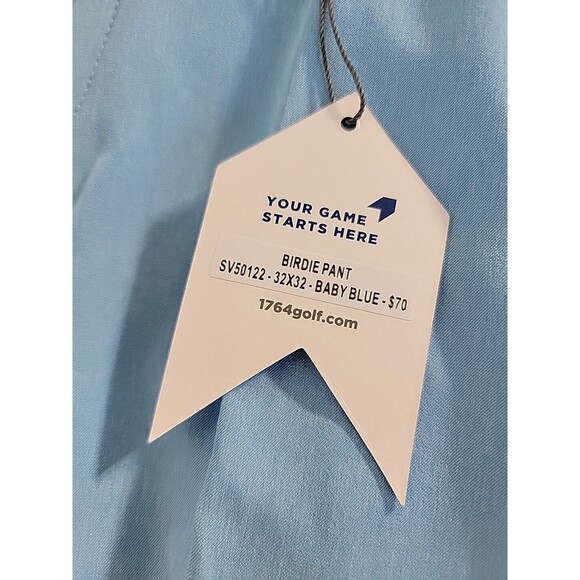 YOUR GAME
STARTS HERE
BIRDIE PANT
SV50122 - 32X32 - BABY BLUE - $70
1764golf.com